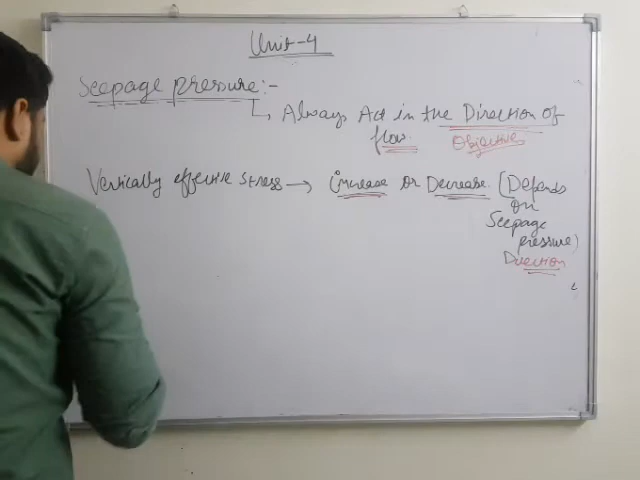 Unit-4
Seepage pressure:-
Always Act in the Direction of
flow.
Objective
Vertically effective stress → increase or Decrease. (Depends
on
Seepage
pressure)
Direction